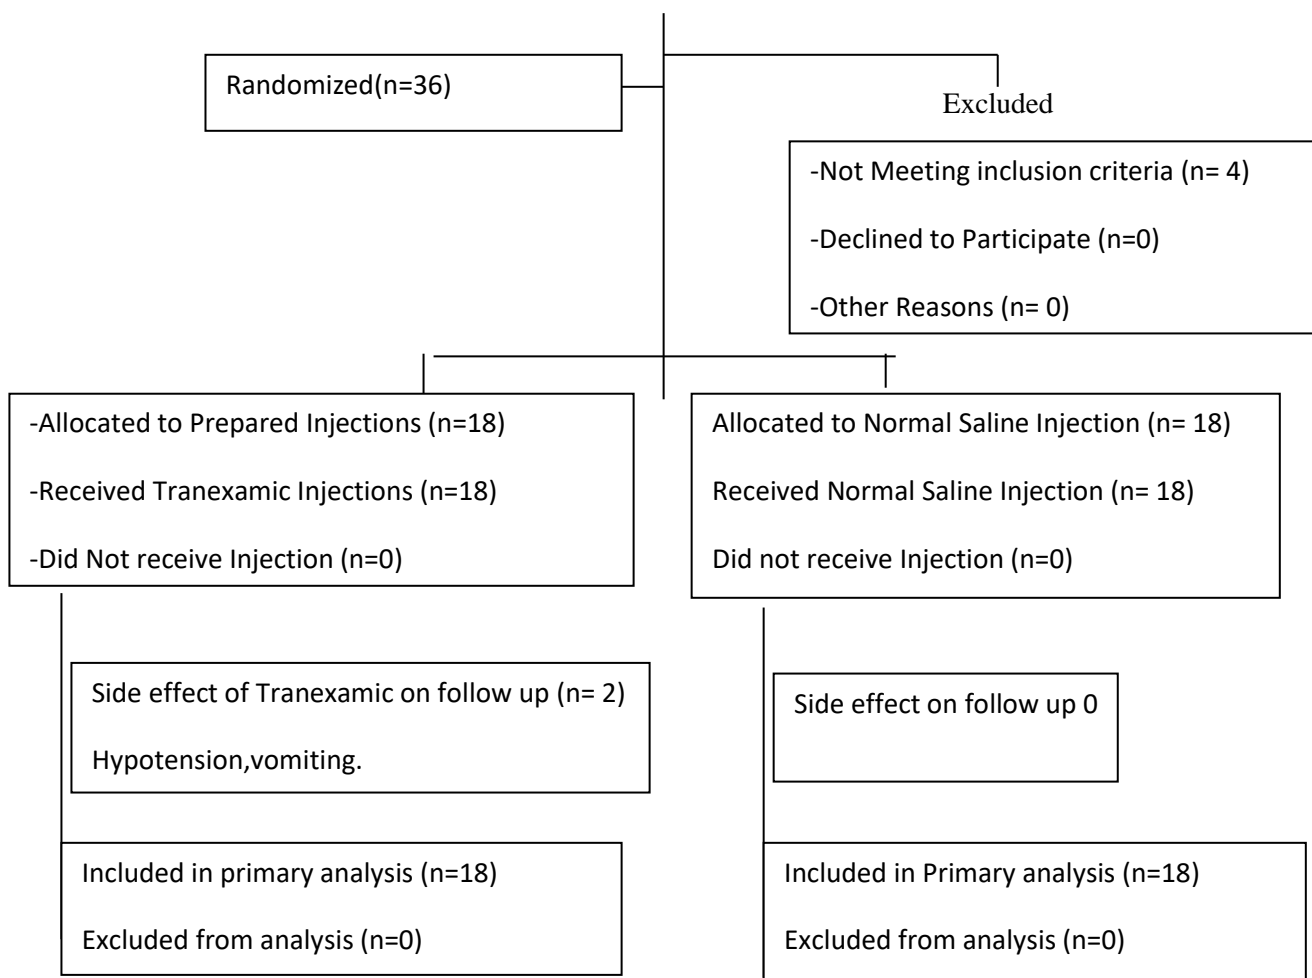 Randomized(n=36)
Excluded
-Not Meeting inclusion criteria (n= 4)
-Declined to Participate (n=0)
-Other Reasons (n= 0)
-Allocated to Prepared Injections (n=18)
-Received Tranexamic Injections (n=18)
-Did Not receive Injection (n=0)
Allocated to Normal Saline Injection (n= 18)
Received Normal Saline Injection (n= 18)
Did not receive Injection (n=0)
Side effect of Tranexamic on follow up (n= 2)
Hypotension,vomiting.
Side effect on follow up 0
Included in primary analysis (n=18)
Excluded from analysis (n=0)
Included in Primary analysis (n=18)
Excluded from analysis (n=0)